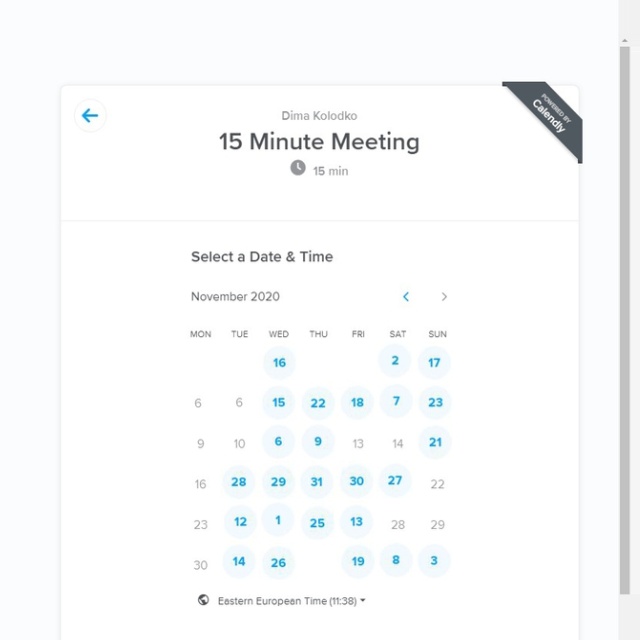 POWERED BY
Calendly
Dima Kolodko
15 Minute Meeting
15 min
Select a Date & Time
November 2020
MON TUE WED THU FRI SAT SUN
16 2 17
6 6 15 22 18 7 23
9 10 6 9 13 14 21
16 28 29 31 30 27 22
23 12 1 25 13 28 29
30 14 26 19 8 3
Eastern European Time (11:38)